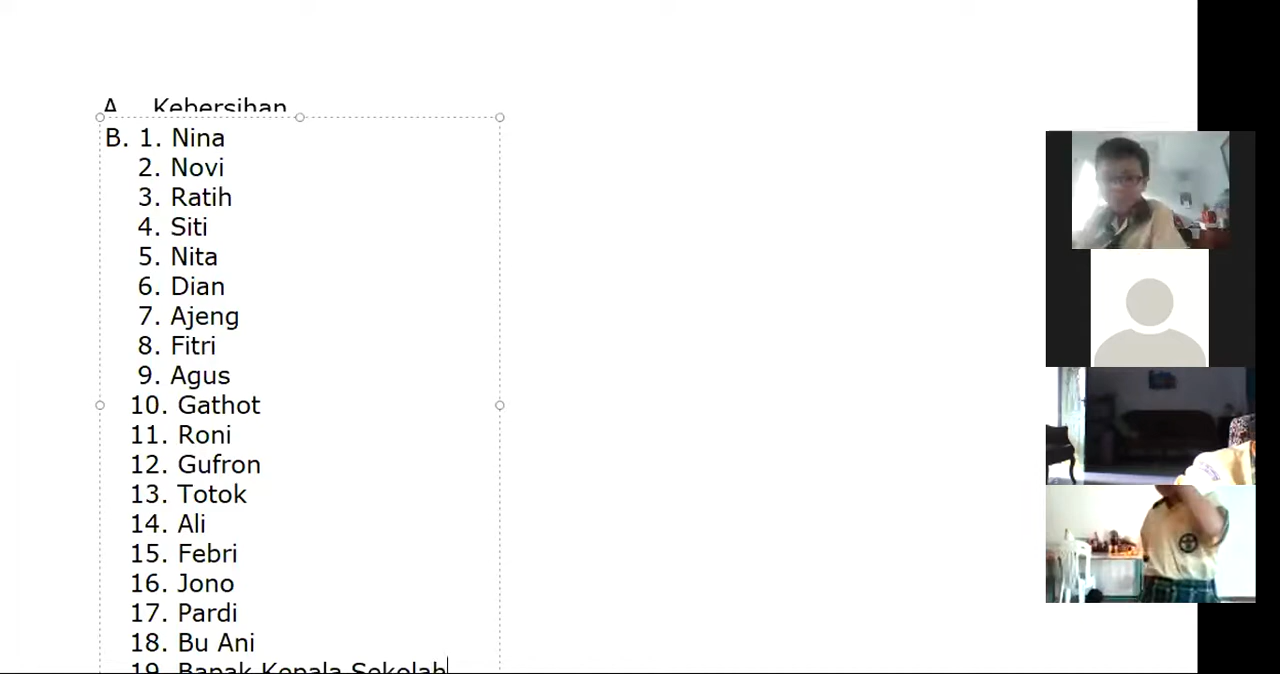 A. Kebersihan
B. 1. Nina
2. Novi
3. Ratih
4. Siti
5. Nita
6. Dian
7. Ajeng
8. Fitri
9. Agus
10. Gathot
11. Roni
12. Gufron
13. Totok
14. Ali
15. Febri
16. Jono
17. Pardi
18. Bu Ani
19. Bapak Kepala Sekolah